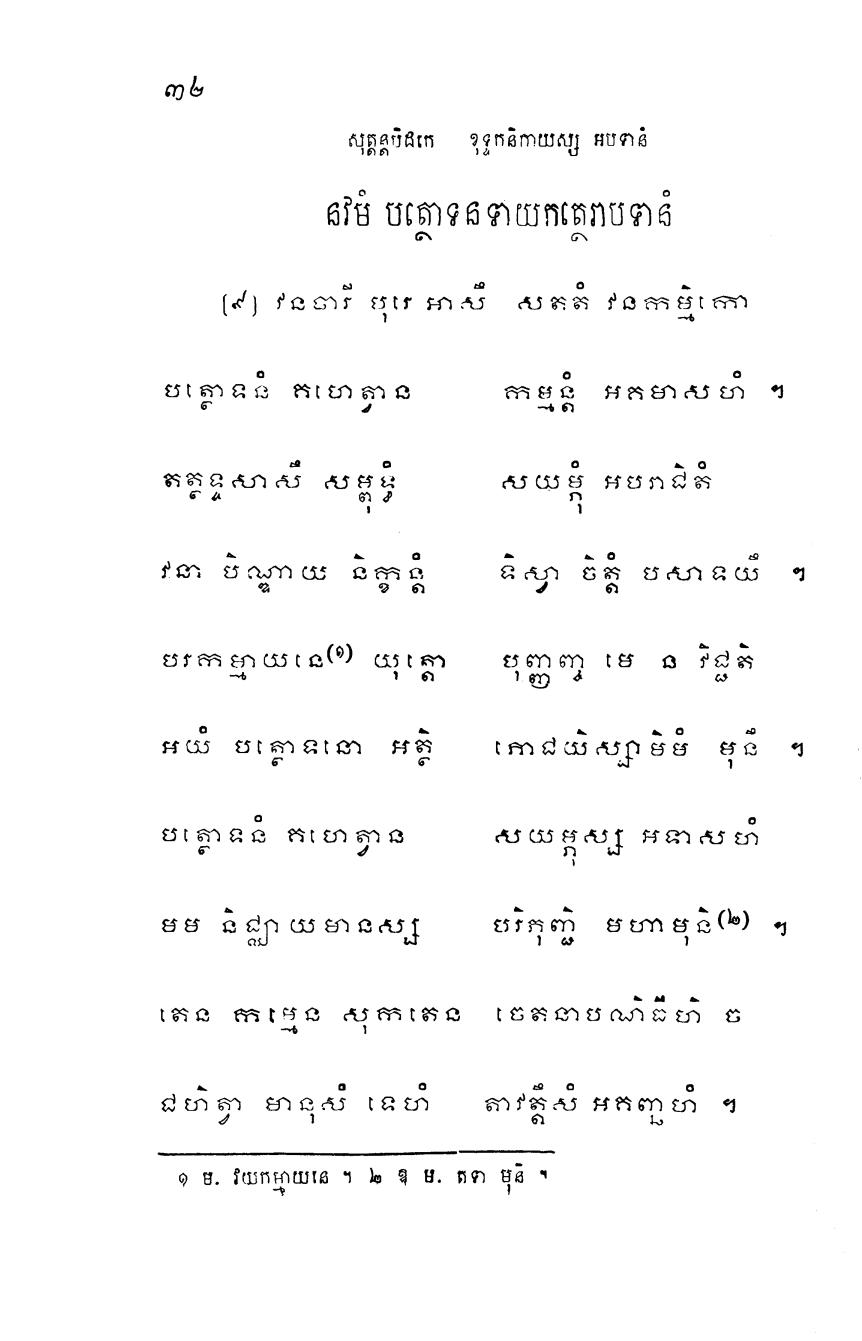 ៣២
សុត្តន្តបិដកេ ខុទ្ទកនិកាយស្ស អបទានំ
នវមំ បត្ថោទនទាយកត្ថេរាបទានំ
(៩) វនចារី បុរេ អាសឹ សតតំ វនកម្មិកោ
បត្ថោទនំ គហេត្វាន កម្មន្តំ អគមាសហំ ។
តត្ថទ្ទសាសឹ សម្ពុទ្ធំ សយម្ភុំ អបរាជិតំ
វនា បិណ្ឌាយ និក្ខន្តំ ទិស្វា ចិត្តំ បសាទយឹ ។
បរកម្មាយនេ(១) យុត្តោ បុញ្ញញ្ច មេ ន វិជ្ជតិ
អយំ បត្ថោទនោ អត្ថិ ភោជយិស្សាមិមំ មុនឹ ។
បត្ថោទនំ គហេត្វាន សយម្ភុស្ស អទាសហំ
មម និជ្ឈាយមានស្ស បរិភុញ្ជិ មហាមុនិ(២) ។
តេន កម្មេន សុកតេន ចេតនាបណិធីហិ ច
ជហិត្វា មានុសំ ទេហំ តាវត្តឹសំ អគញ្ឆហំ ។
១ ម. វយកម្មាយនេ ។ ២ ឱ ម. តទា មុនិ ។